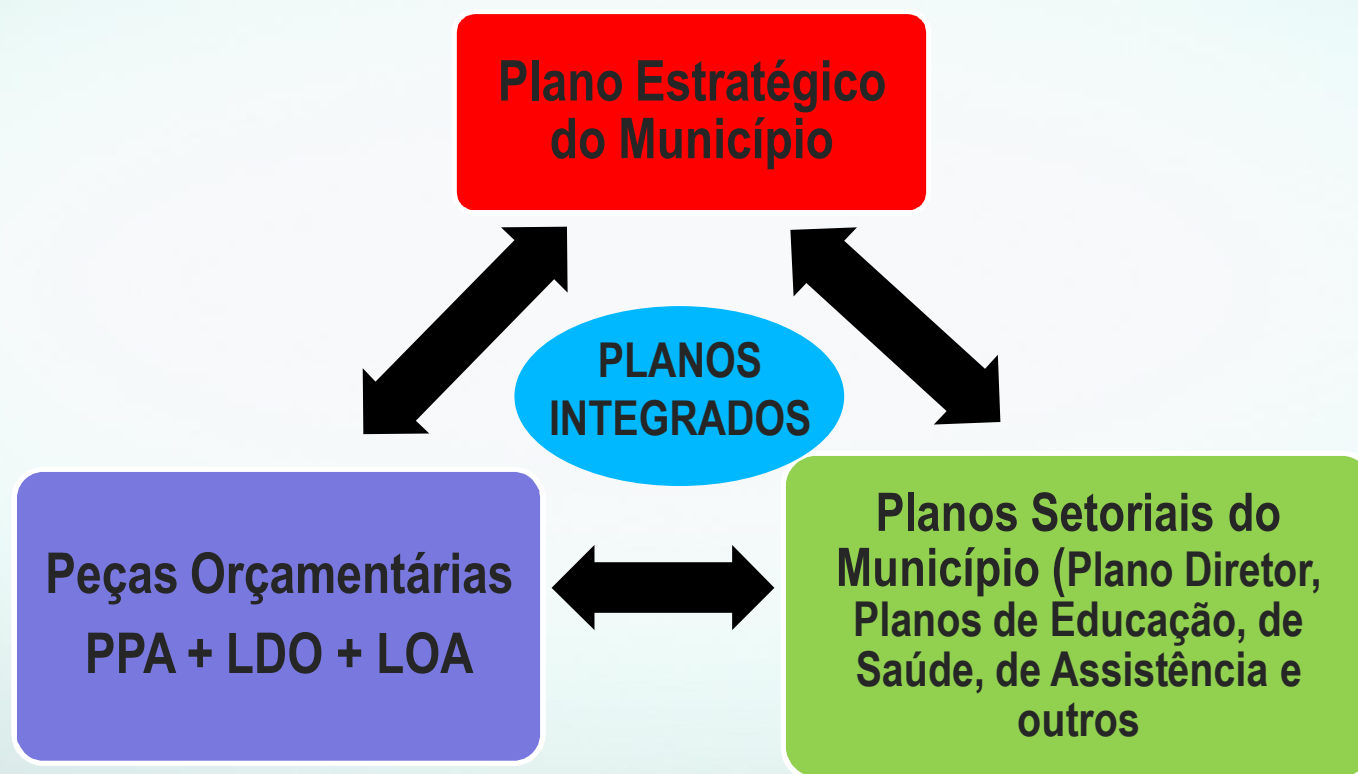 Plano Estratégico
do Município
PLANOS
INTEGRADOS
Peças Orçamentárias
PPA + LDO + LOA
Planos Setoriais do
Município (Plano Diretor,
Planos de Educação, de
Saúde, de Assistência e
outros